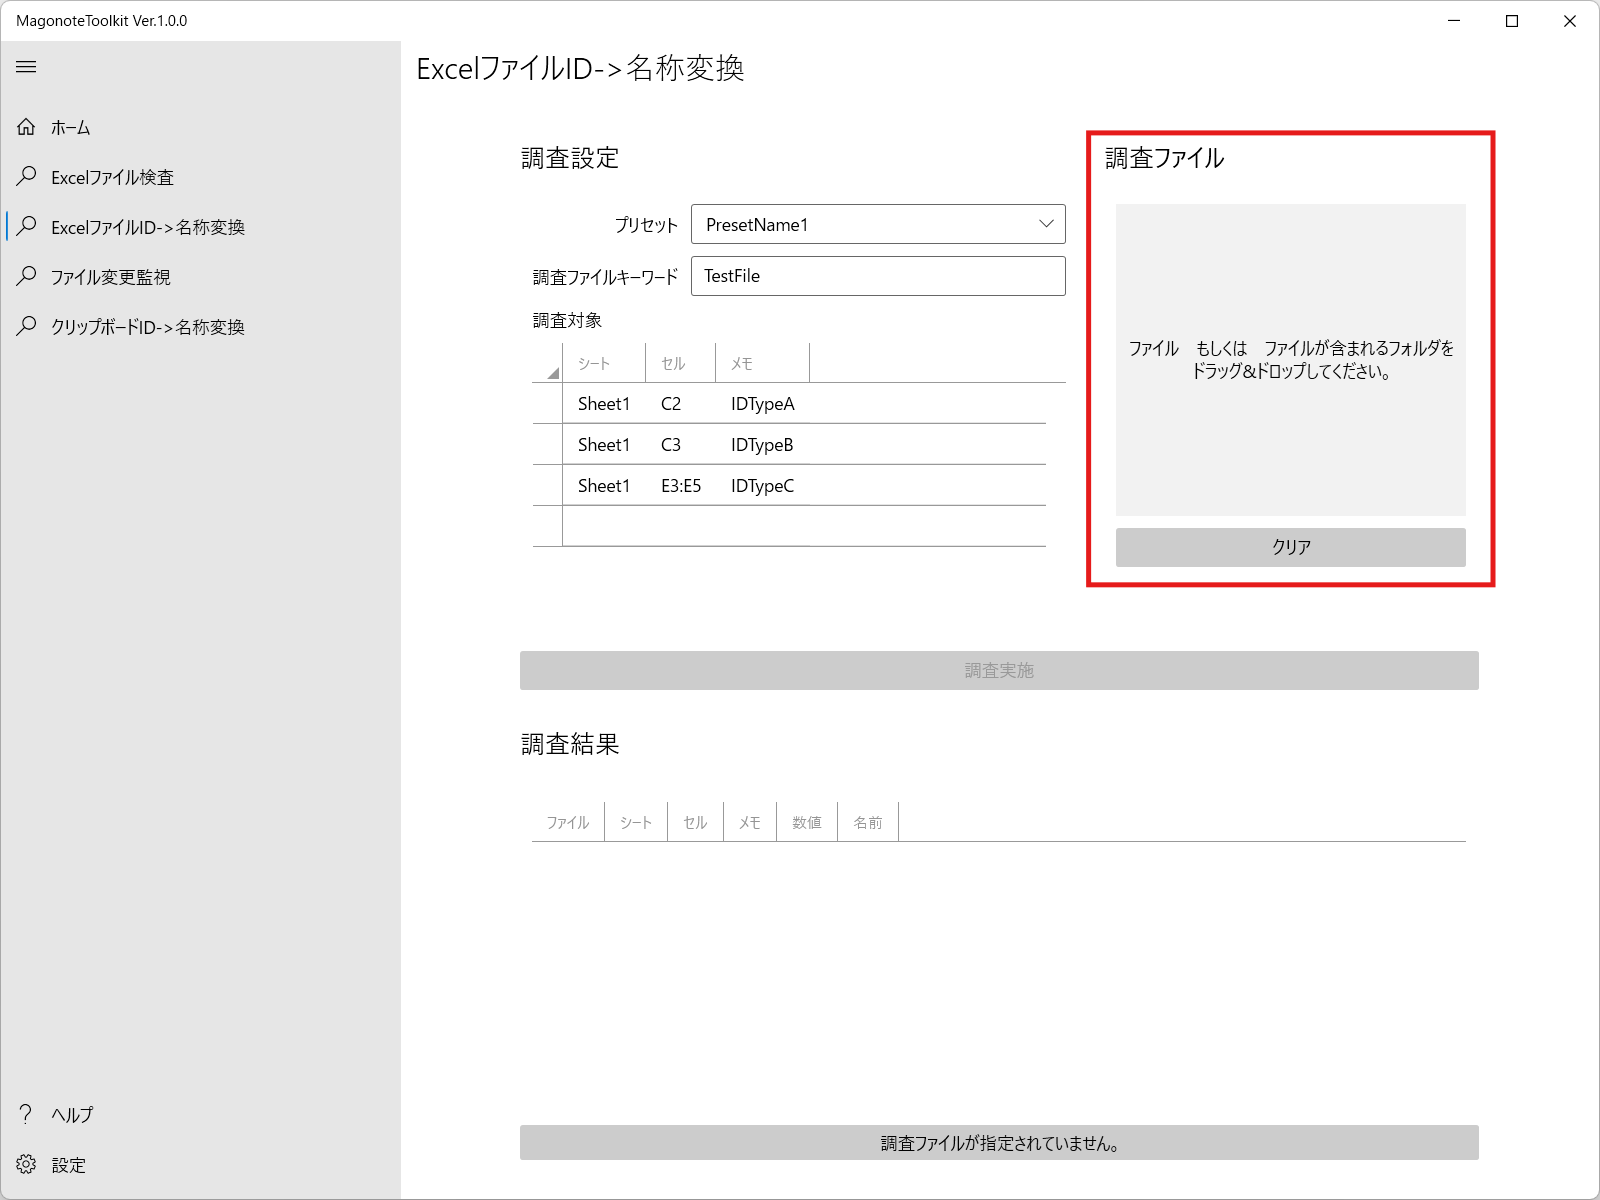 MagonoteToolkit Ver.1.0.0
ExcelファイルID->名称変換
ホーム
Excelファイル検査
ExcelファイルID->名称変換
ファイル変更監視
クリップボードID->名称変換
調査設定
プリセット PresetName1
調査ファイルキーワード TestFile
調査対象
シート セル メモ
Sheet1 C2 IDTypeA
Sheet1 C3 IDTypeB
Sheet1 E3:E5 IDTypeC
調査ファイル
ファイル　もしくは　ファイルが含まれるフォルダを
ドラッグ&ドロップしてください。
クリア
調査実施
調査結果
ファイル シート セル メモ 数値 名前
調査ファイルが指定されていません。
ヘルプ
設定